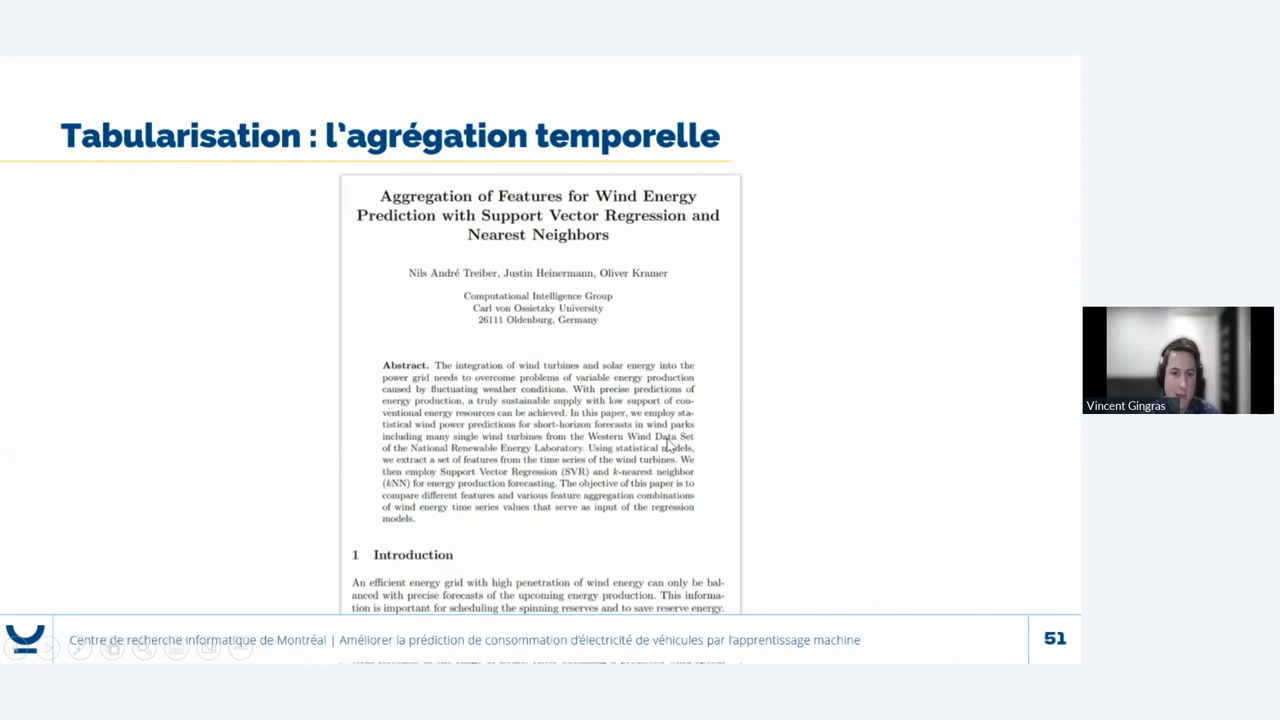 Tabularisation : l'agrégation temporelle
Aggregation of Features for Wind Energy
Prediction with Support Vector Regression and
Nearest Neighbors
Nils André Treiber, Justin Heinermann, Oliver Kramer
Computational Intelligence Group
Carl von Ossietzky University
26111 Oldenburg, Germany
Abstract. The integration of wind turbines and solar energy into the
power grid needs to overcome problems of variable energy production
caused by fluctuating weather conditions. With precise predictions of
energy production, a truly sustainable supply with low support of con-
ventional energy resources can be achieved. In this paper, we employ sta-
tistical wind power predictions for short-horizon forecasts in wind parks
including many single wind turbines from the Western Wind Data Set
of the National Renewable Energy Laboratory. Using statistical models,
we extract a set of features from the time series of the wind turbines. We
then employ Support Vector Regression (SVR) and k-nearest neighbor
(kNN) for energy production forecasting. The objective of this paper is to
compare different features and various feature aggregation combinations
of wind energy time series values that serve as input of the regression
models.
1 Introduction
An efficient energy grid with high penetration of wind energy can only be bal-
anced with precise forecasts of the upcoming energy production. This informa-
tion is important for scheduling the spinning reserves and to save reserve energy.
Centre de recherche informatique de Montréal | Améliorer la prédiction de consommation d'électricité de véhicules par l'apprentissage machine
51
Vincent Gingras